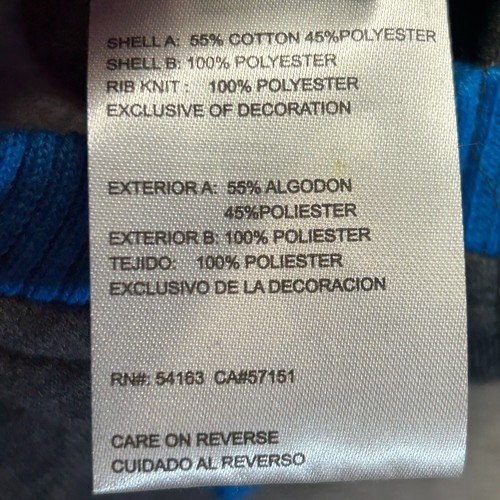 SHELL A: 55% COTTON 45%POLYESTER
SHELL B: 100% POLYESTER
RIB KNIT : 100% POLYESTER
EXCLUSIVE OF DECORATION
EXTERIOR A: 55% ALGODON
45%POLIESTER
EXTERIOR B: 100% POLIESTER
TEJIDO: 100% POLIESTER
EXCLUSIVO DE LA DECORACION
RN#: 54163 CA#57151
CARE ON REVERSE
CUIDADO AL REVERSO